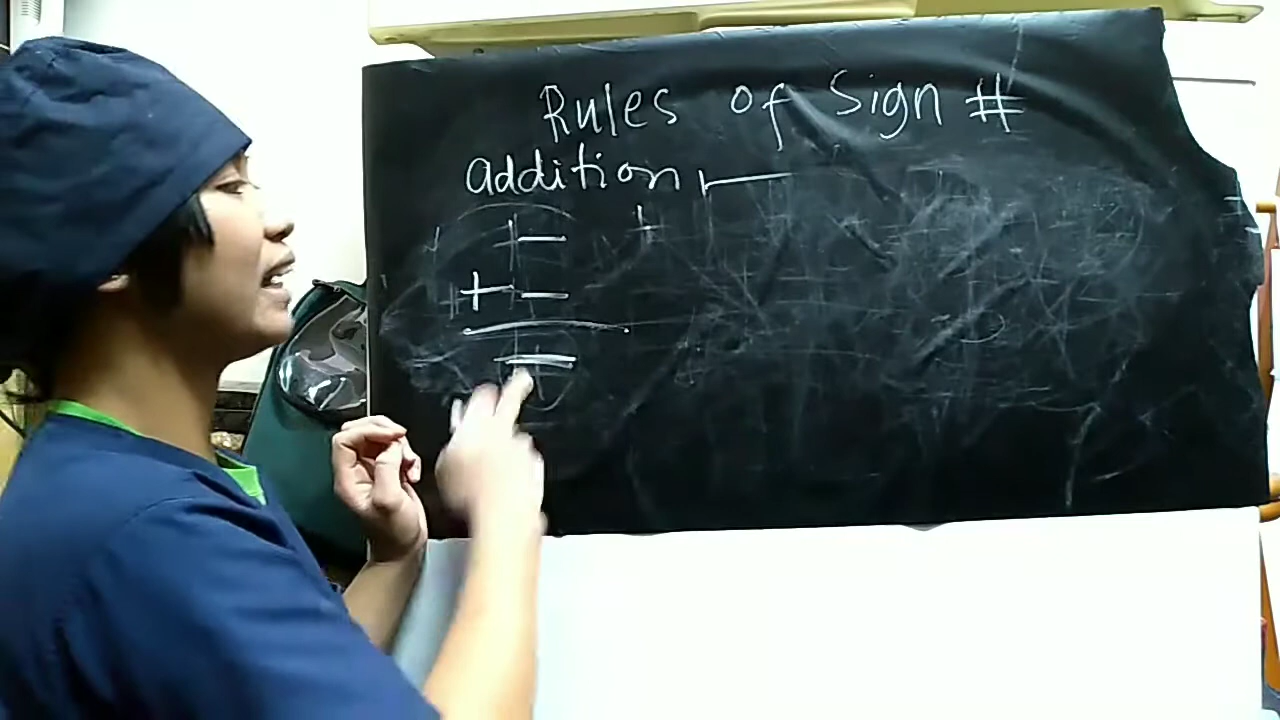 Rules of Sign #
addition
-
+ -
-